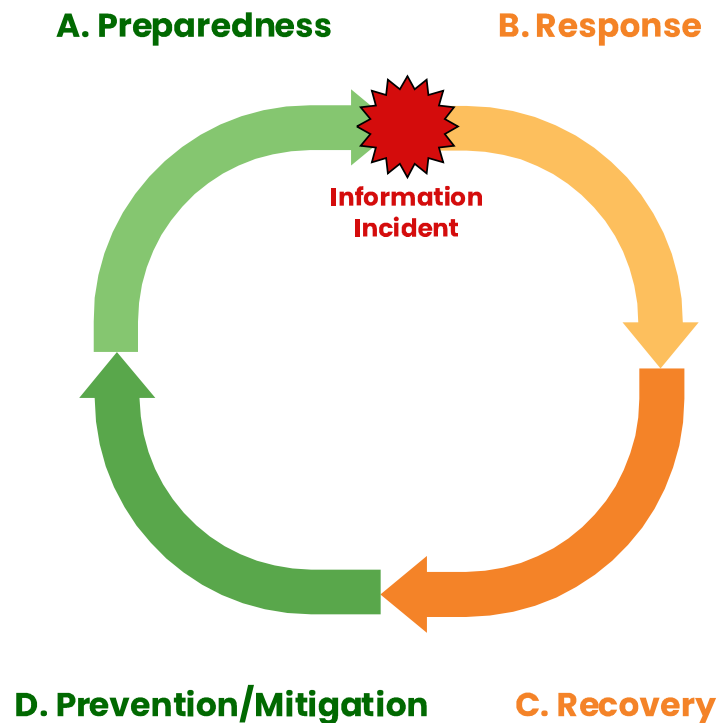 A. Preparedness
B. Response
Information
Incident
D. Prevention/Mitigation
C. Recovery